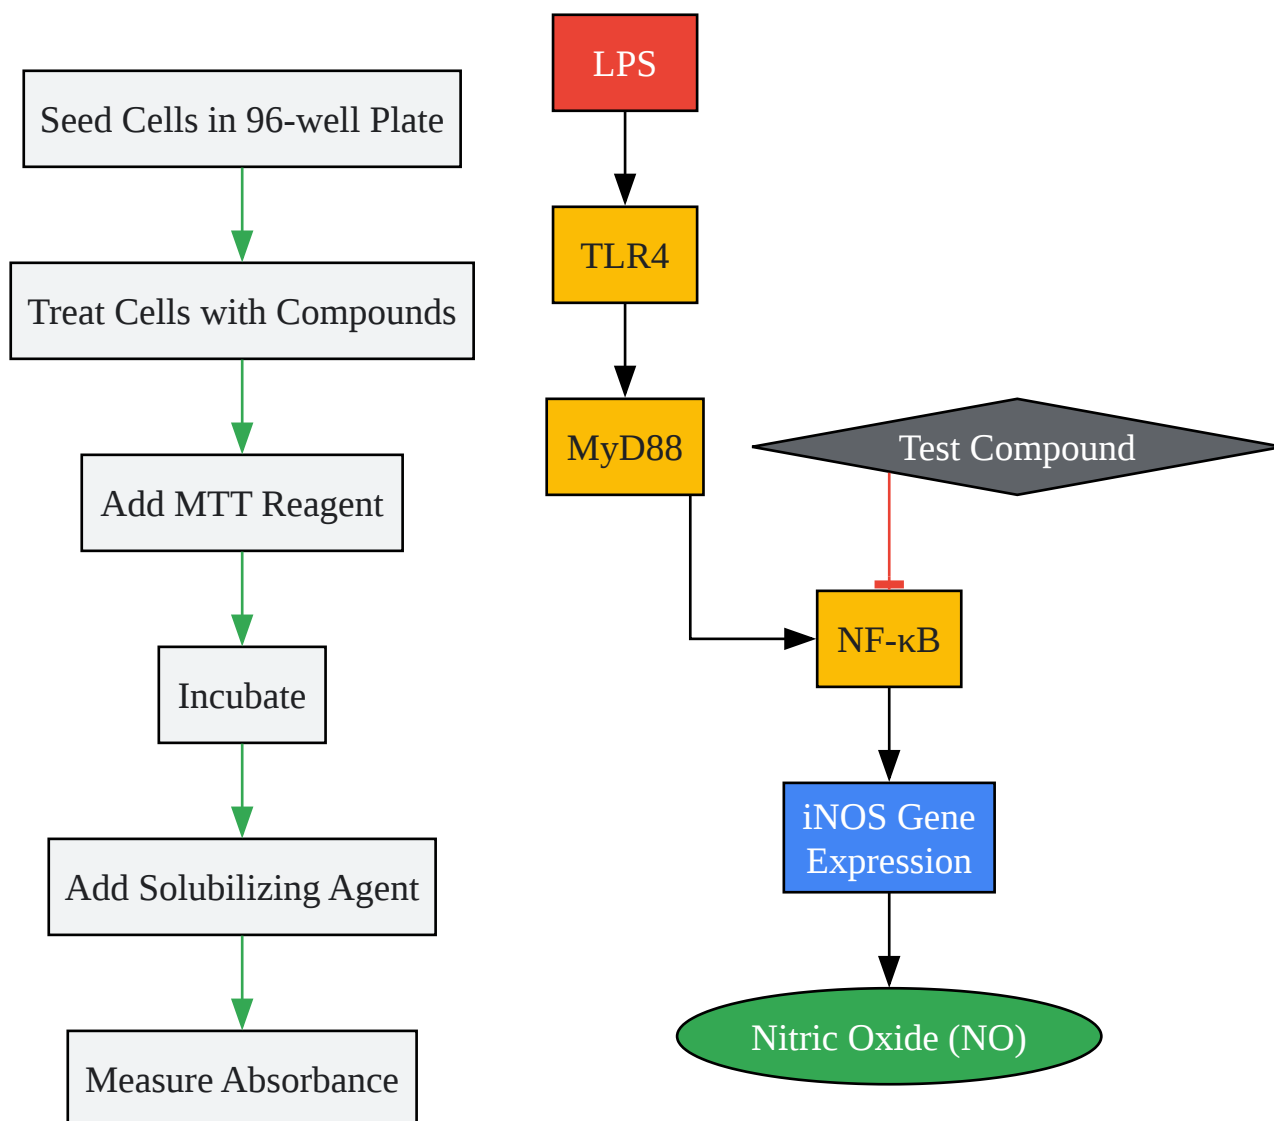 Seed Cells in 96-well Plate
Treat Cells with Compounds
Add MTT Reagent
Incubate
Add Solubilizing Agent
Measure Absorbance
LPS
TLR4
MyD88
Test Compound
NF-κB
iNOS Gene
Expression
Nitric Oxide (NO)